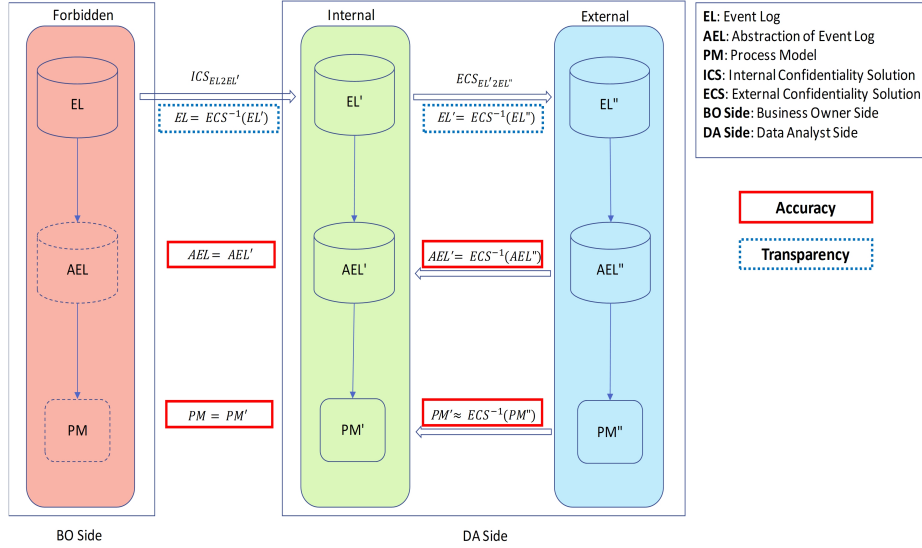 Forbidden
Internal
External
EL: Event Log
AEL: Abstraction of Event Log
PM: Process Model
ICS: Internal Confidentiality Solution
ECS: External Confidentiality Solution
BO Side: Business Owner Side
DA Side: Data Analyst Side
EL
ICS_{EL2EL'}
EL = ECS⁻¹(EL')
EL'
ECS_{EL'2EL"}
EL' = ECS⁻¹(EL")
EL"
Accuracy
Transparency
AEL
AEL = AEL'
AEL'
AEL' = ECS⁻¹(AEL")
AEL"
PM
PM = PM'
PM'
PM' ≈ ECS⁻¹(PM")
PM"
BO Side
DA Side